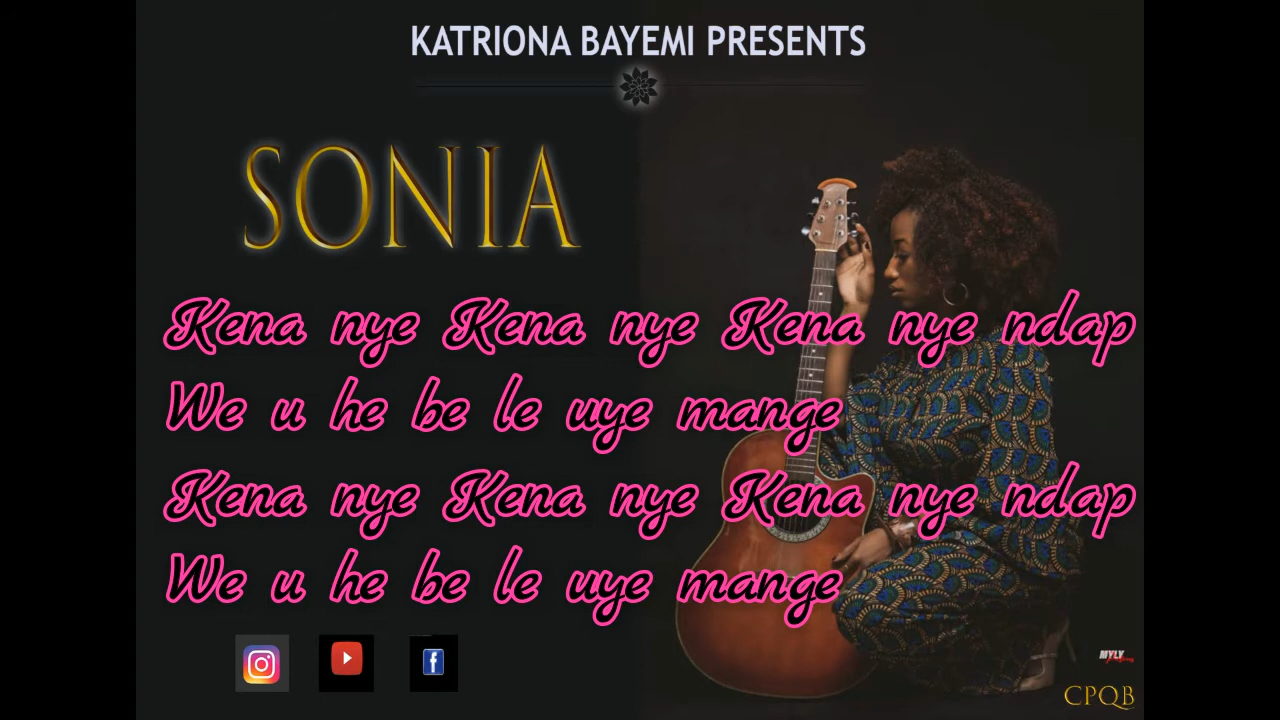 KATRIONA BAYEMI PRESENTS
SONIA
Kena nye Kena nye Kena nye ndap
We u he be le uye mange
Kena nye Kena nye Kena nye ndap
We u he be le uye mange
MYLY
CPQB